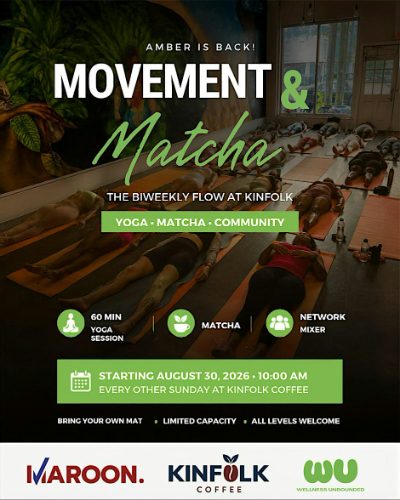 AMBER IS BACK!
MOVEMENT &
Matcha
THE BIWEEKLY FLOW AT KINFOLK
YOGA • MATCHA • COMMUNITY
60 MIN
YOGA
SESSION
MATCHA
NETWORK
MIXER
STARTING AUGUST 30, 2026 • 10:00 AM
EVERY OTHER SUNDAY AT KINFOLK COFFEE
BRING YOUR OWN MAT • LIMITED CAPACITY • ALL LEVELS WELCOME
MAROON.
KINFOLK
COFFEE
WU
WELLNESS UNBOUNDED